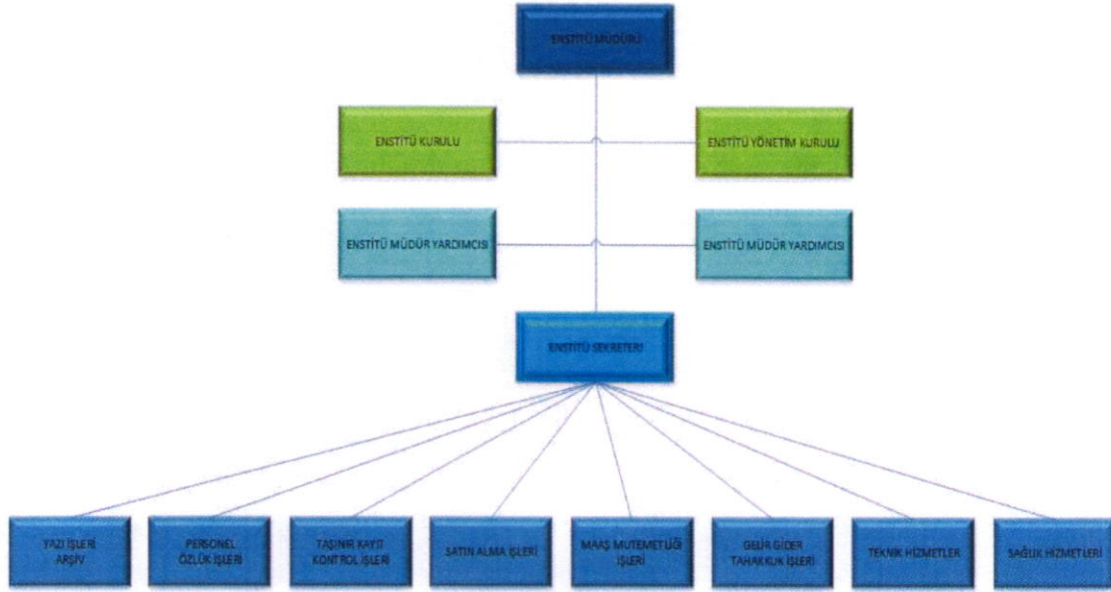 ENSTİTÜ MÜDÜRÜ
ENSTİTÜ KURULU
ENSTİTÜ YÖNETİM KURULU
ENSTİTÜ MÜDÜR YARDIMCISI
ENSTİTÜ MÜDÜR YARDIMCISI
ENSTİTÜ SEKRETERİ
YAZI İŞLERİ
ARŞİV
PERSONEL
ÖZLÜK İŞLERİ
TAŞINIR KAYIT
KONTROL İŞLERİ
SATIN ALMA İŞLERİ
MAAŞ MUTEMETLİĞİ
İŞLERİ
GELİR GİDER
TAHAKKUK İŞLERİ
TEKNİK HİZMETLER
SAĞLIK HİZMETLERİ